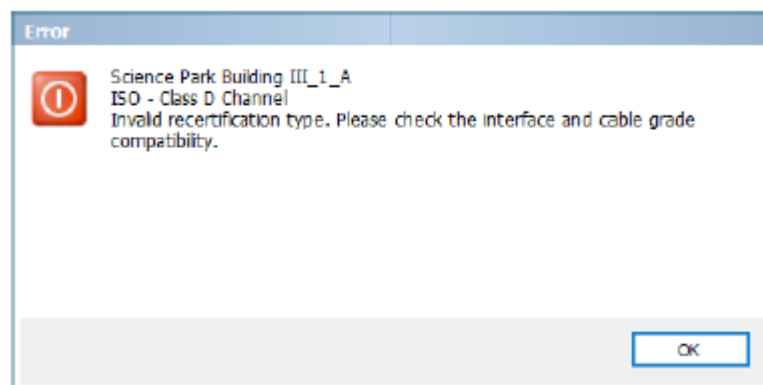 Error
Science Park Building III_1_A
ISO - Class D Channel
Invalid recertification type. Please check the interface and cable grade
compatibility.
OK